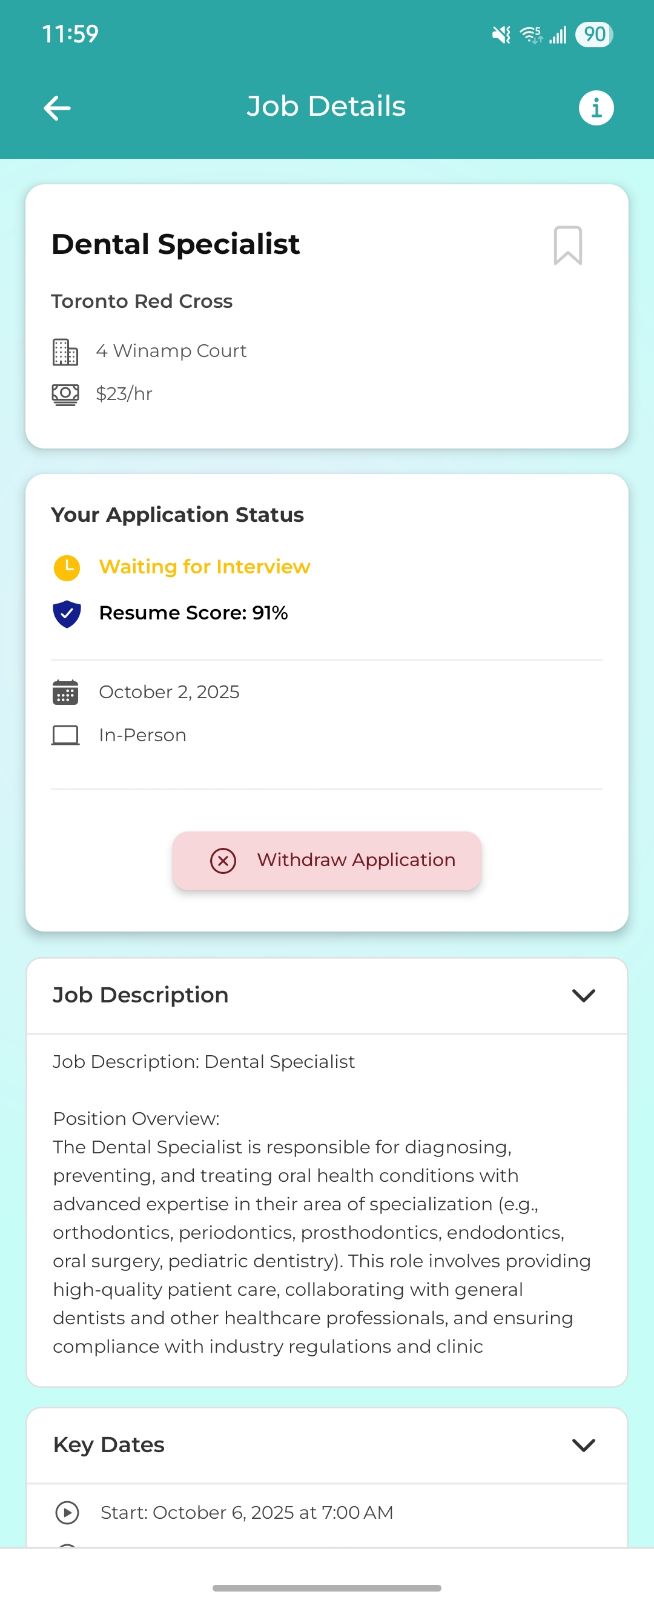 11:59
90
Job Details
Dental Specialist
Toronto Red Cross
4 Winamp Court
$23/hr
Your Application Status
Waiting for Interview
Resume Score: 91%
October 2, 2025
In-Person
Withdraw Application
Job Description
Job Description: Dental Specialist
Position Overview:
The Dental Specialist is responsible for diagnosing,
preventing, and treating oral health conditions with
advanced expertise in their area of specialization (e.g.,
orthodontics, periodontics, prosthodontics, endodontics,
oral surgery, pediatric dentistry). This role involves providing
high-quality patient care, collaborating with general
dentists and other healthcare professionals, and ensuring
compliance with industry regulations and clinic
Key Dates
Start: October 6, 2025 at 7:00 AM